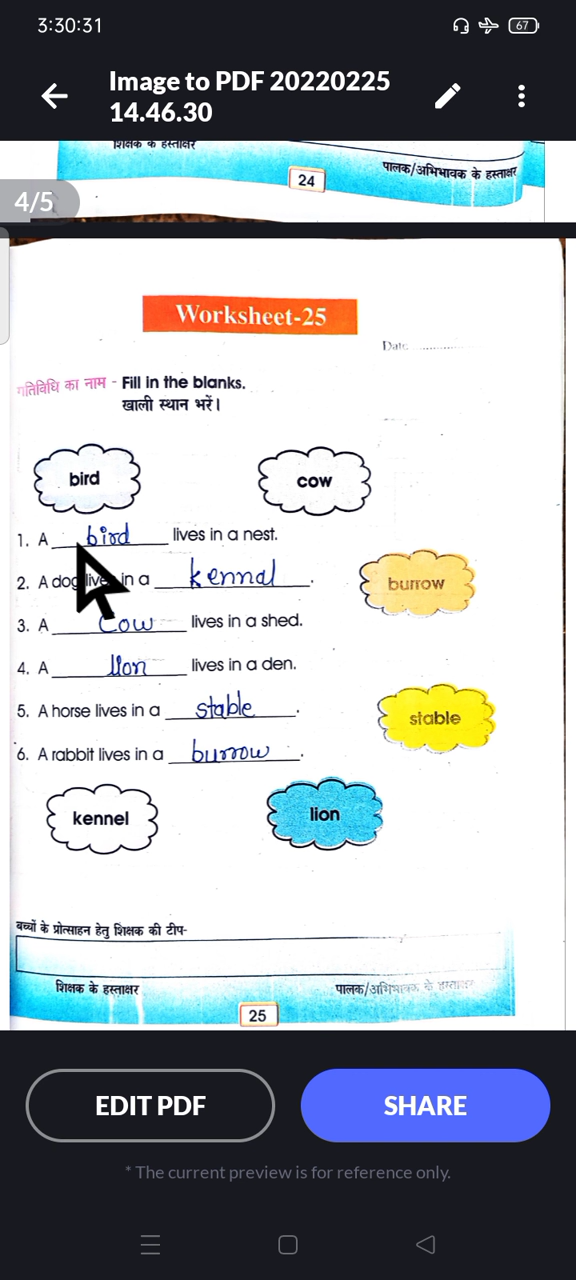 3:30:31
67
Image to PDF 20220225
14.46.30
शिक्षक के हस्ताक्षर
पालक/अभिभावक के हस्ताक्षर
24
4/5
Worksheet-25
Date ................
गतिविधि का नाम - Fill in the blanks.
खाली स्थान भरें।
bird
cow
1. A bird lives in a nest.
2. A dog lives in a kennal.
burrow
3. A Cow lives in a shed.
4. A lion lives in a den.
5. A horse lives in a stable.
stable
6. A rabbit lives in a burrow.
kennel
lion
बच्चों के प्रोत्साहन हेतु शिक्षक की टीप-
शिक्षक के हस्ताक्षर
पालक/अभिभावक के हस्ताक्षर
25
EDIT PDF
SHARE
* The current preview is for reference only.